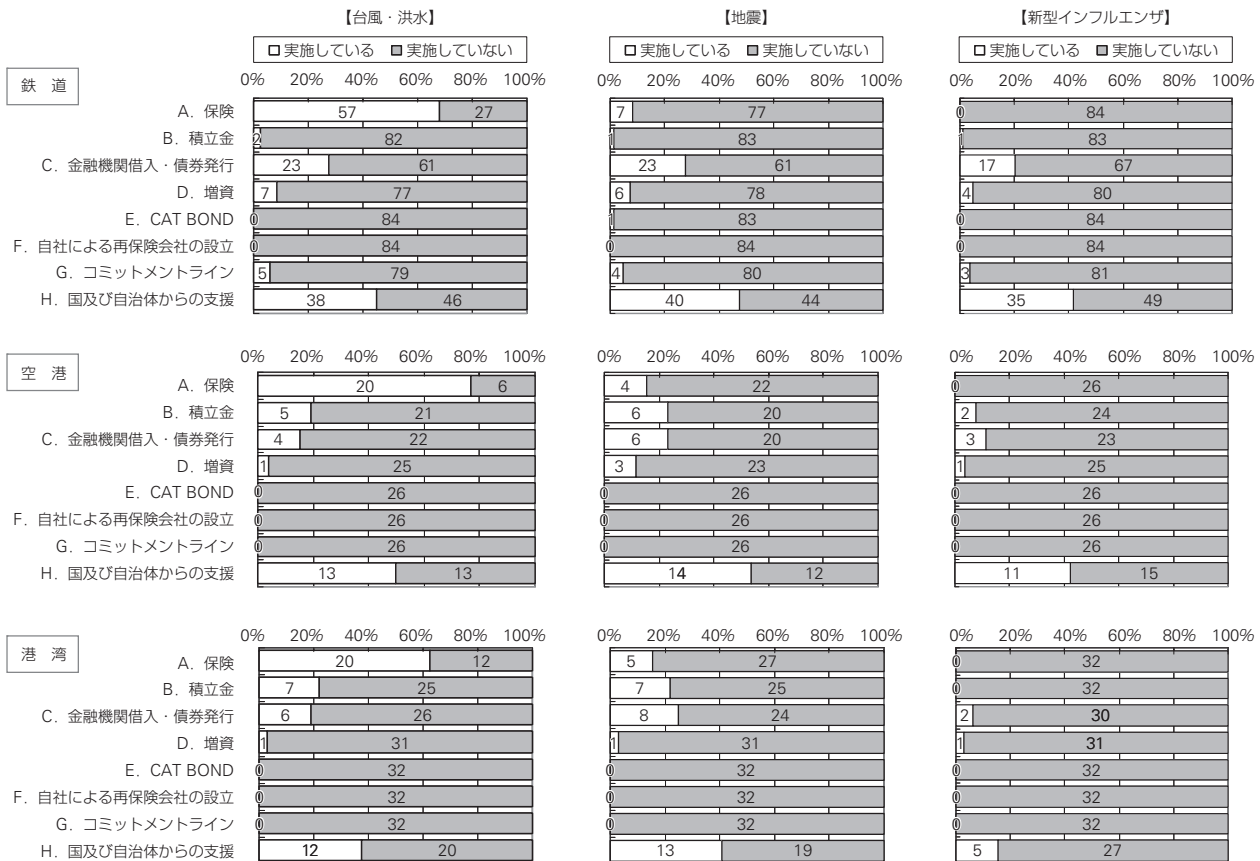 【台風・洪水】 【地震】 【新型インフルエンザ】
実施している 実施していない 実施している 実施していない 実施している 実施していない
鉄 道
0% 20% 40% 60% 80% 100% 0% 20% 40% 60% 80% 100% 0% 20% 40% 60% 80% 100%
A. 保険 57 27 7 77 0 84
B. 積立金 2 82 1 83 1 83
C. 金融機関借入・債券発行 23 61 23 61 17 67
D. 増資 7 77 6 78 4 80
E. CAT BOND 0 84 1 83 0 84
F. 自社による再保険会社の設立 0 84 0 84 0 84
G. コミットメントライン 5 79 4 80 3 81
H. 国及び自治体からの支援 38 46 40 44 35 49
空 港
0% 20% 40% 60% 80% 100% 0% 20% 40% 60% 80% 100% 0% 20% 40% 60% 80% 100%
A. 保険 20 6 4 22 0 26
B. 積立金 5 21 6 20 2 24
C. 金融機関借入・債券発行 4 22 6 20 3 23
D. 増資 1 25 3 23 1 25
E. CAT BOND 0 26 0 26 0 26
F. 自社による再保険会社の設立 0 26 0 26 0 26
G. コミットメントライン 0 26 0 26 0 26
H. 国及び自治体からの支援 13 13 14 12 11 15
港 湾
0% 20% 40% 60% 80% 100% 0% 20% 40% 60% 80% 100% 0% 20% 40% 60% 80% 100%
A. 保険 20 12 5 27 0 32
B. 積立金 7 25 7 25 0 32
C. 金融機関借入・債券発行 6 26 8 24 2 30
D. 増資 1 31 1 31 1 31
E. CAT BOND 0 32 0 32 0 32
F. 自社による再保険会社の設立 0 32 0 32 0 32
G. コミットメントライン 0 32 0 32 0 32
H. 国及び自治体からの支援 12 20 13 19 5 27